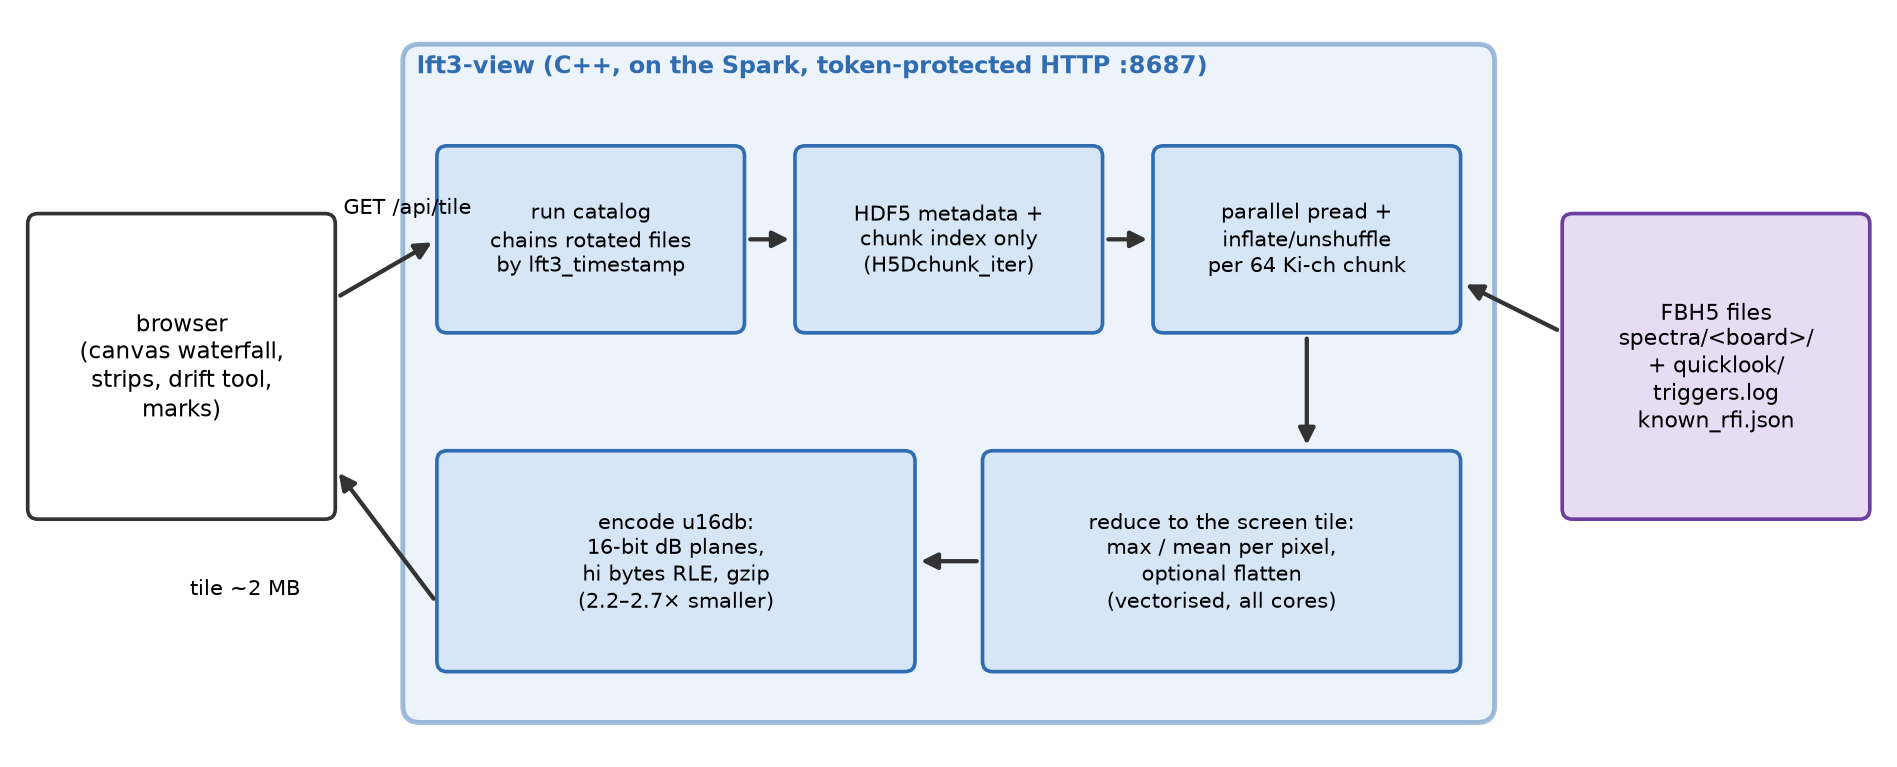 lft3-view (C++, on the Spark, token-protected HTTP :8687)
GET /api/tile
run catalog
chains rotated files
by lft3_timestamp
HDF5 metadata +
chunk index only
(H5Dchunk_iter)
parallel pread +
inflate/unshuffle
per 64 Ki-ch chunk
browser
(canvas waterfall,
strips, drift tool,
marks)
FBH5 files
spectra/<board>/
+ quicklook/
triggers.log
known_rfi.json
encode u16db:
16-bit dB planes,
hi bytes RLE, gzip
(2.2–2.7× smaller)
reduce to the screen tile:
max / mean per pixel,
optional flatten
(vectorised, all cores)
tile ~2 MB